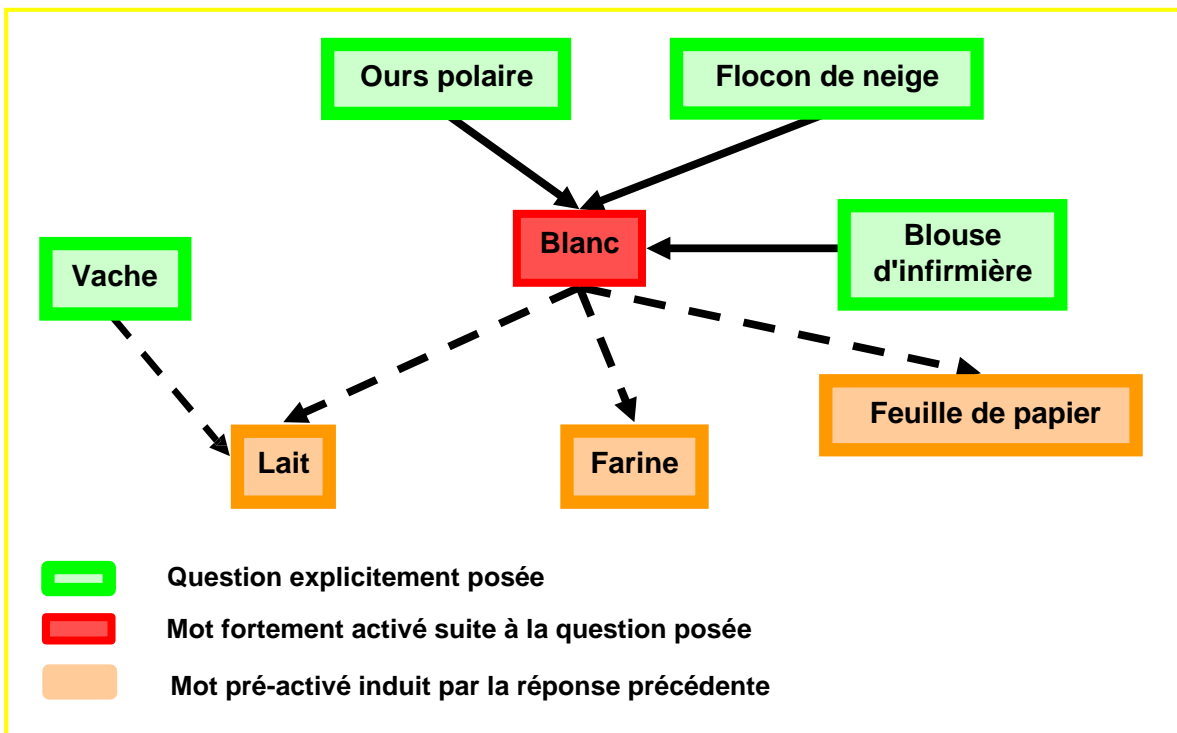 Ours polaire
Flocon de neige
Blanc
Blouse
d'infirmière
Vache
Feuille de papier
Lait
Farine
Question explicitement posée
Mot fortement activé suite à la question posée
Mot pré-activé induit par la réponse précédente